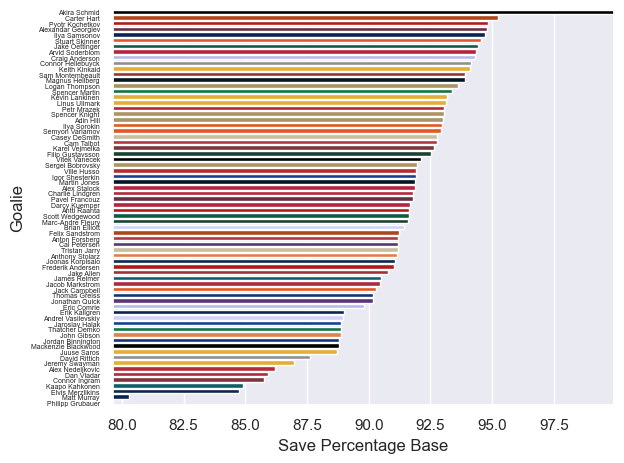 Akira Schmid
Carter Hart
Pyotr Kochetkov
Alexandar Georgiev
Ilya Samsonov
Stuart Skinner
Jake Oettinger
Arvid Soderblom
Craig Anderson
Connor Hellebuyck
Keith Kinkaid
Sam Montembeault
Magnus Hellberg
Logan Thompson
Spencer Martin
Kevin Lankinen
Linus Ullmark
Petr Mrazek
Spencer Knight
Adin Hill
Ilya Sorokin
Semyon Varlamov
Casey DeSmith
Cam Talbot
Karel Vejmelka
Filip Gustavsson
Vitek Vanecek
Sergei Bobrovsky
Ville Husso
Igor Shesterkin
Martin Jones
Alex Stalock
Charlie Lindgren
Pavel Francouz
Darcy Kuemper
Antti Raanta
Scott Wedgewood
Marc-Andre Fleury
Brian Elliott
Felix Sandstrom
Anton Forsberg
Cal Petersen
Tristan Jarry
Anthony Stolarz
Joonas Korpisalo
Frederik Andersen
Jake Allen
James Reimer
Jacob Markstrom
Jack Campbell
Thomas Greiss
Jonathan Quick
Eric Comrie
Erik Kallgren
Andrei Vasilevskiy
Jaroslav Halak
Thatcher Demko
John Gibson
Jordan Binnington
Mackenzie Blackwood
Juuse Saros
David Rittich
Jeremy Swayman
Alex Nedeljkovic
Dan Vladar
Connor Ingram
Kaapo Kahkonen
Elvis Merzlikins
Matt Murray
Philipp Grubauer
Goalie
80.0 82.5 85.0 87.5 90.0 92.5 95.0 97.5
Save Percentage Base